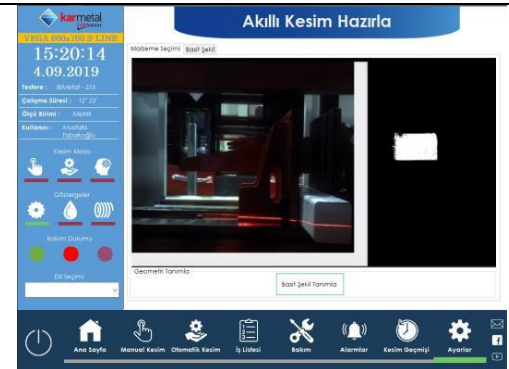 karmetal
Akıllı Kesim Hazırla
VEGA 600x700 B LINE
15:20:14
4.09.2019
Malzeme Seçimi Basit Şekil
Testere : BiMetal - 2/3
Çalışma Süresi : 12° 23'
Ölçü Birimi : Metrik
Kullanıcı : Mustafa
Tabakoğlu
Kesim Modu
Göstergeler
Bakım Durumu
Dil Seçimi
Geometri Tanımla
Basit Şekil Tanımla
Ana Sayfa Manuel Kesim Otomatik Kesim İş Listesi Bakım Alarmlar Kesim Geçmişi Ayarlar